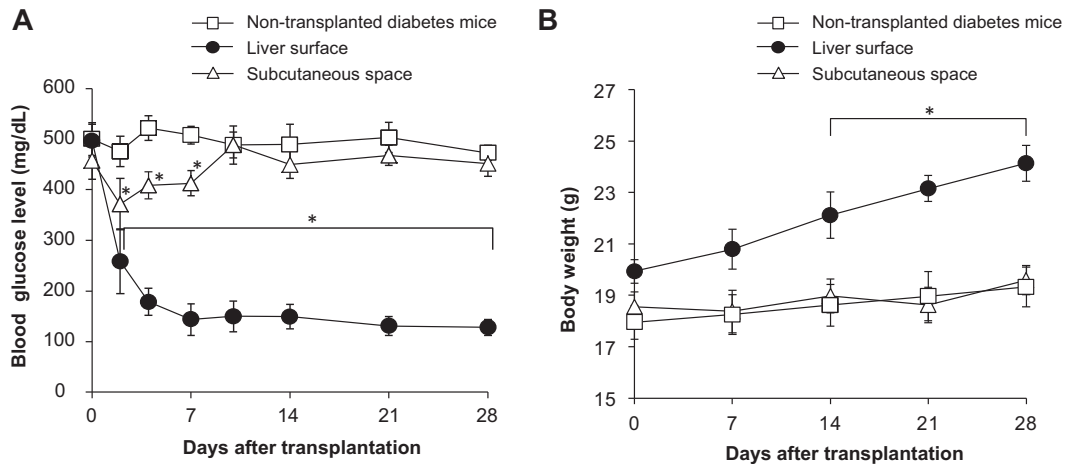 A
Non-transplanted diabetes mice
Liver surface
Subcutaneous space
Blood glucose level (mg/dL)
600
500
400
300
200
100
0
*
*
*
*
0 7 14 21 28
Days after transplantation
B
Non-transplanted diabetes mice
Liver surface
Subcutaneous space
Body weight (g)
27
25
23
21
19
17
15
*
0 7 14 21 28
Days after transplantation